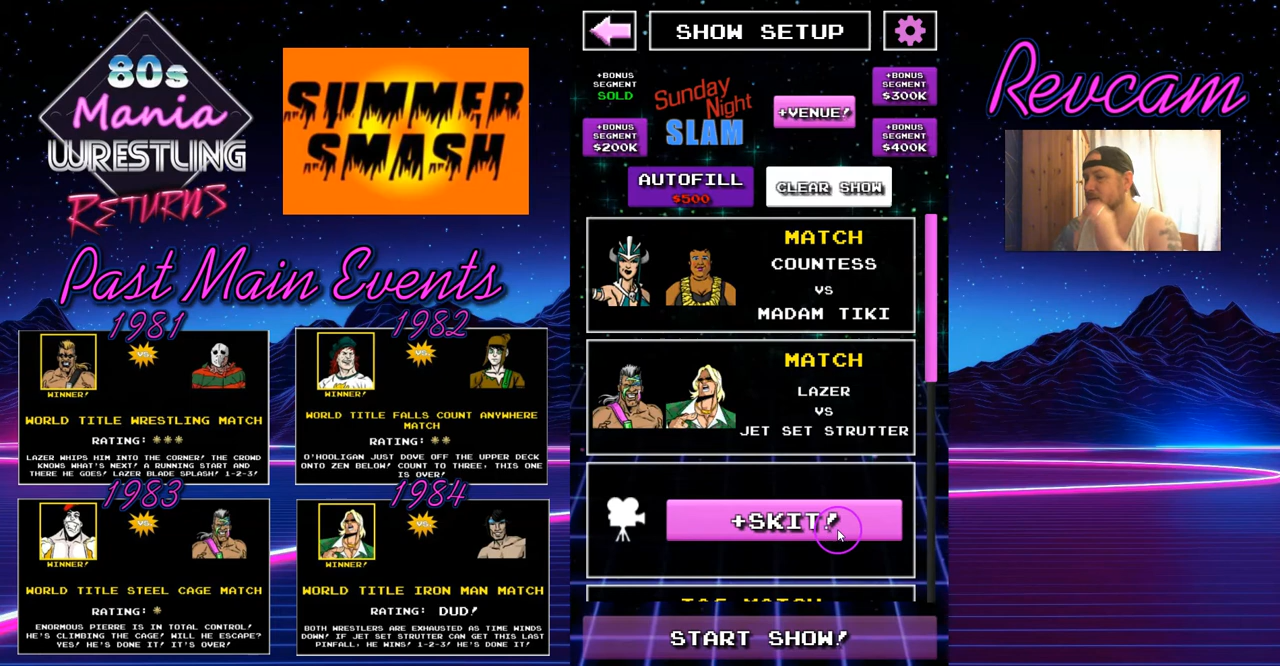 80s
Mania
WRESTLING
RETURNS
SUMMER
SMASH
Past Main Events
1981
VS
WINNER!
WORLD TITLE WRESTLING MATCH
RATING: ***
LAZER WHIPS HIM INTO THE CORNER! THE CROWD
KNOWS WHAT'S NEXT! A RUNNING START AND
THERE HE GOES! LAZER BLADE SPLASH! 1-2-3!
1982
VS
WINNER!
WORLD TITLE FALLS COUNT ANYWHERE
MATCH
RATING: **
O'HOOLIGAN JUST DOVE OFF THE UPPER DECK
ONTO ZEN BELOW! COUNT TO THREE, THIS ONE
IS OVER!
1983
VS
WINNER!
WORLD TITLE STEEL CAGE MATCH
RATING: *
ENORMOUS PIERRE IS IN TOTAL CONTROL!
HE'S CLIMBING THE CAGE! WILL HE ESCAPE?
YES! HE'S DONE IT! IT'S OVER!
1984
VS
WINNER!
WORLD TITLE IRON MAN MATCH
RATING: DUD!
BOTH WRESTLERS ARE EXHAUSTED AS TIME WINDS
DOWN! IF JET SET STRUTTER CAN GET THIS LAST
PINFALL, HE WINS! 1-2-3! HE'S DONE IT!
SHOW SETUP
+BONUS
SEGMENT
SOLD
+BONUS
SEGMENT
$200K
Sunday
Night
SLAM
+VENUE!
+BONUS
SEGMENT
$300K
+BONUS
SEGMENT
$400K
AUTOFILL
$500
CLEAR SHOW
MATCH
COUNTESS
VS
MADAM TIKI
MATCH
LAZER
VS
JET SET STRUTTER
+SKIT!
TAG MATCH
START SHOW!
Revcam